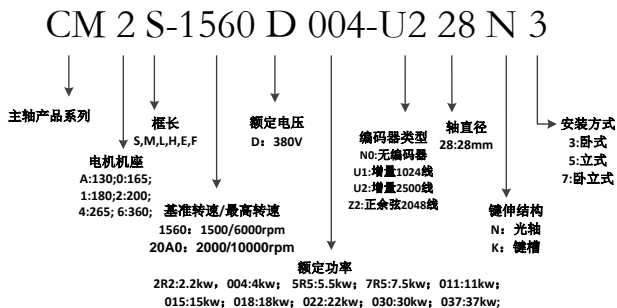 CM 2 S-1560 D 004-U2 28 N 3
主轴产品系列
框长
S,M,L,H,E,F
额定电压
D：380V
编码器类型
N0:无编码器
U1:增量1024线
U2:增量2500线
Z2:正余弦2048线
轴直径
28:28mm
安装方式
3:卧式
5:立式
7:卧立式
电机机座
A:130;0:165;
1:180;2:200;
4:265; 6:360;
基准转速/最高转速
1560：1500/6000rpm
20A0：2000/10000rpm
键伸结构
N：光轴
K：键槽
额定功率
2R2:2.2kw，004:4kw；5R5:5.5kw；7R5:7.5kw；011:11kw；
015:15kw；018:18kw；022:22kw；030:30kw；037:37kw；